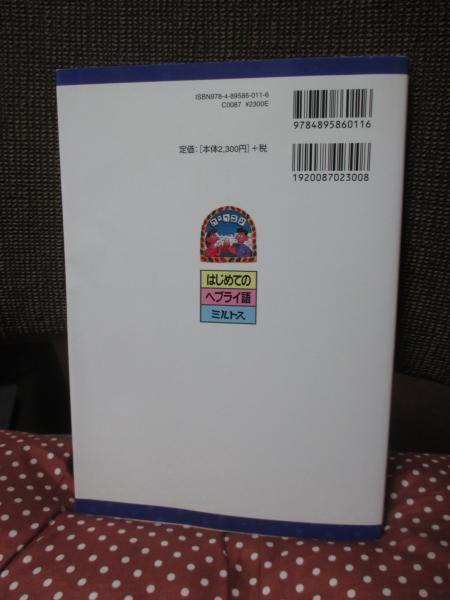 ISBN978-4-89586-011-6
C0087 ¥2300E
定価：[本体2,300円]＋税
9784895860116
1920087023008
はじめての
ヘブライ語
ミルトス